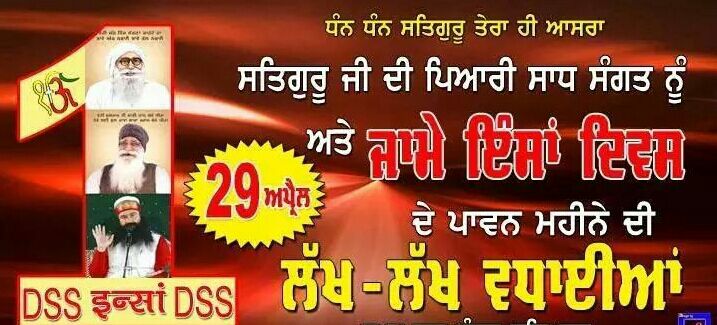 ਧੰਨ ਧੰਨ ਸਤਿਗੁਰੂ ਤੇਰਾ ਹੀ ਆਸਰਾ
ਸਤਿਗੁਰੂ ਜੀ ਦੀ ਪਿਆਰੀ ਸਾਧ ਸੰਗਤ ਨੂੰ
ਅਤੇ ਜਾਮੇ ਇੰਸਾਂ ਦਿਵਸ
29 ਅਪ੍ਰੈਲ
ਦੇ ਪਾਵਨ ਮਹੀਨੇ ਦੀ
ਲੱਖ-ਲੱਖ ਵਧਾਈਆਂ
DSS इन्सां DSS